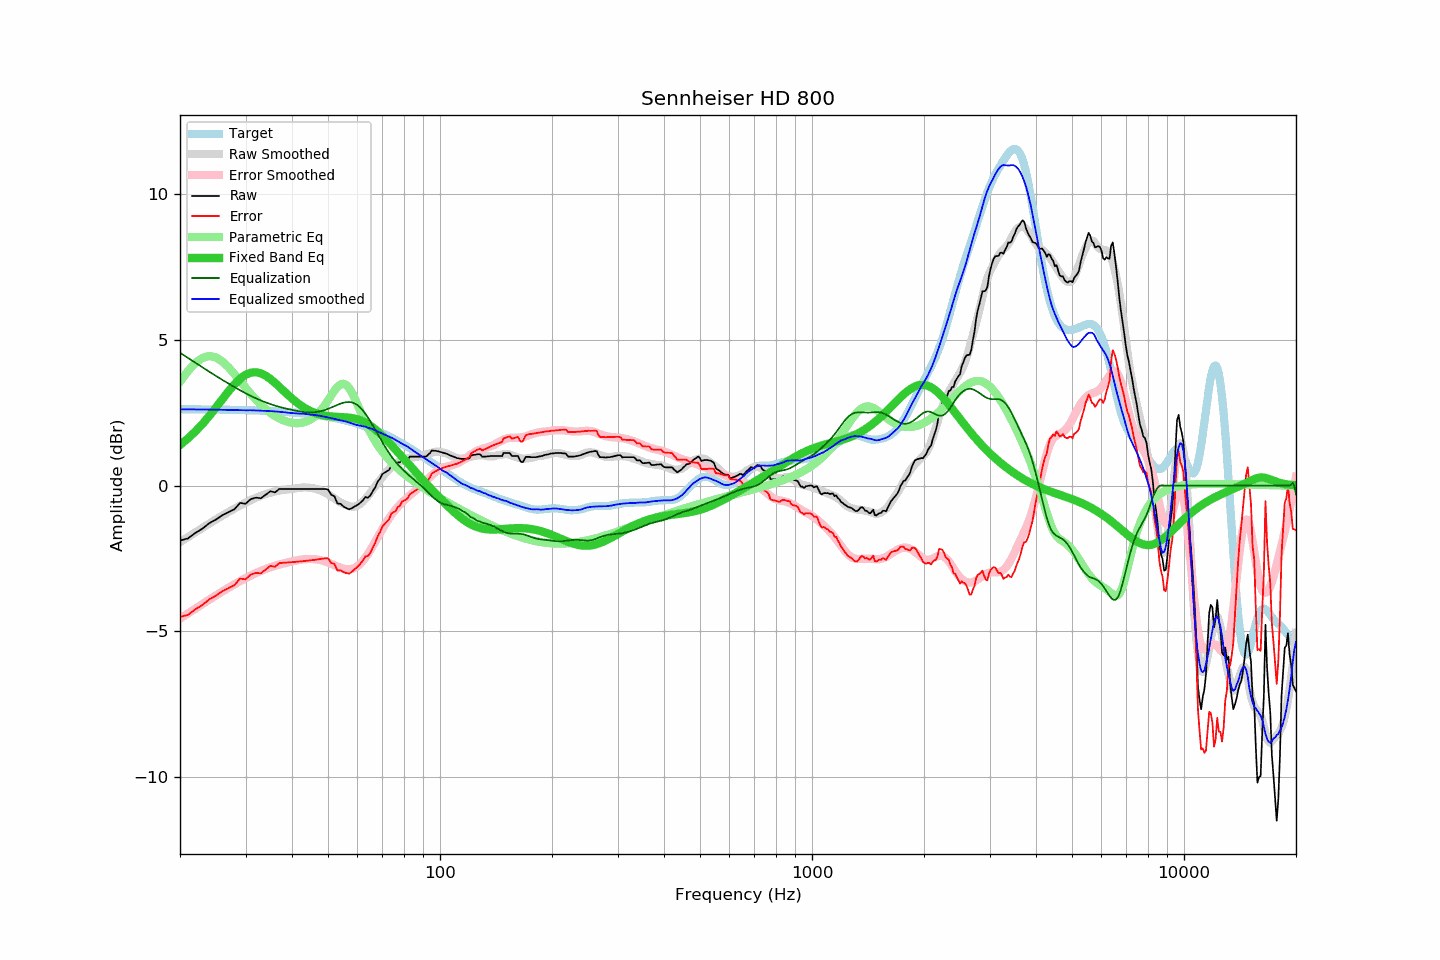 Sennheiser HD 800
Target
Raw Smoothed
Error Smoothed
Raw
Error
Parametric Eq
Fixed Band Eq
Equalization
Equalized smoothed
10
5
0
−5
−10
Amplitude (dBr)
100
1000
10000
Frequency (Hz)